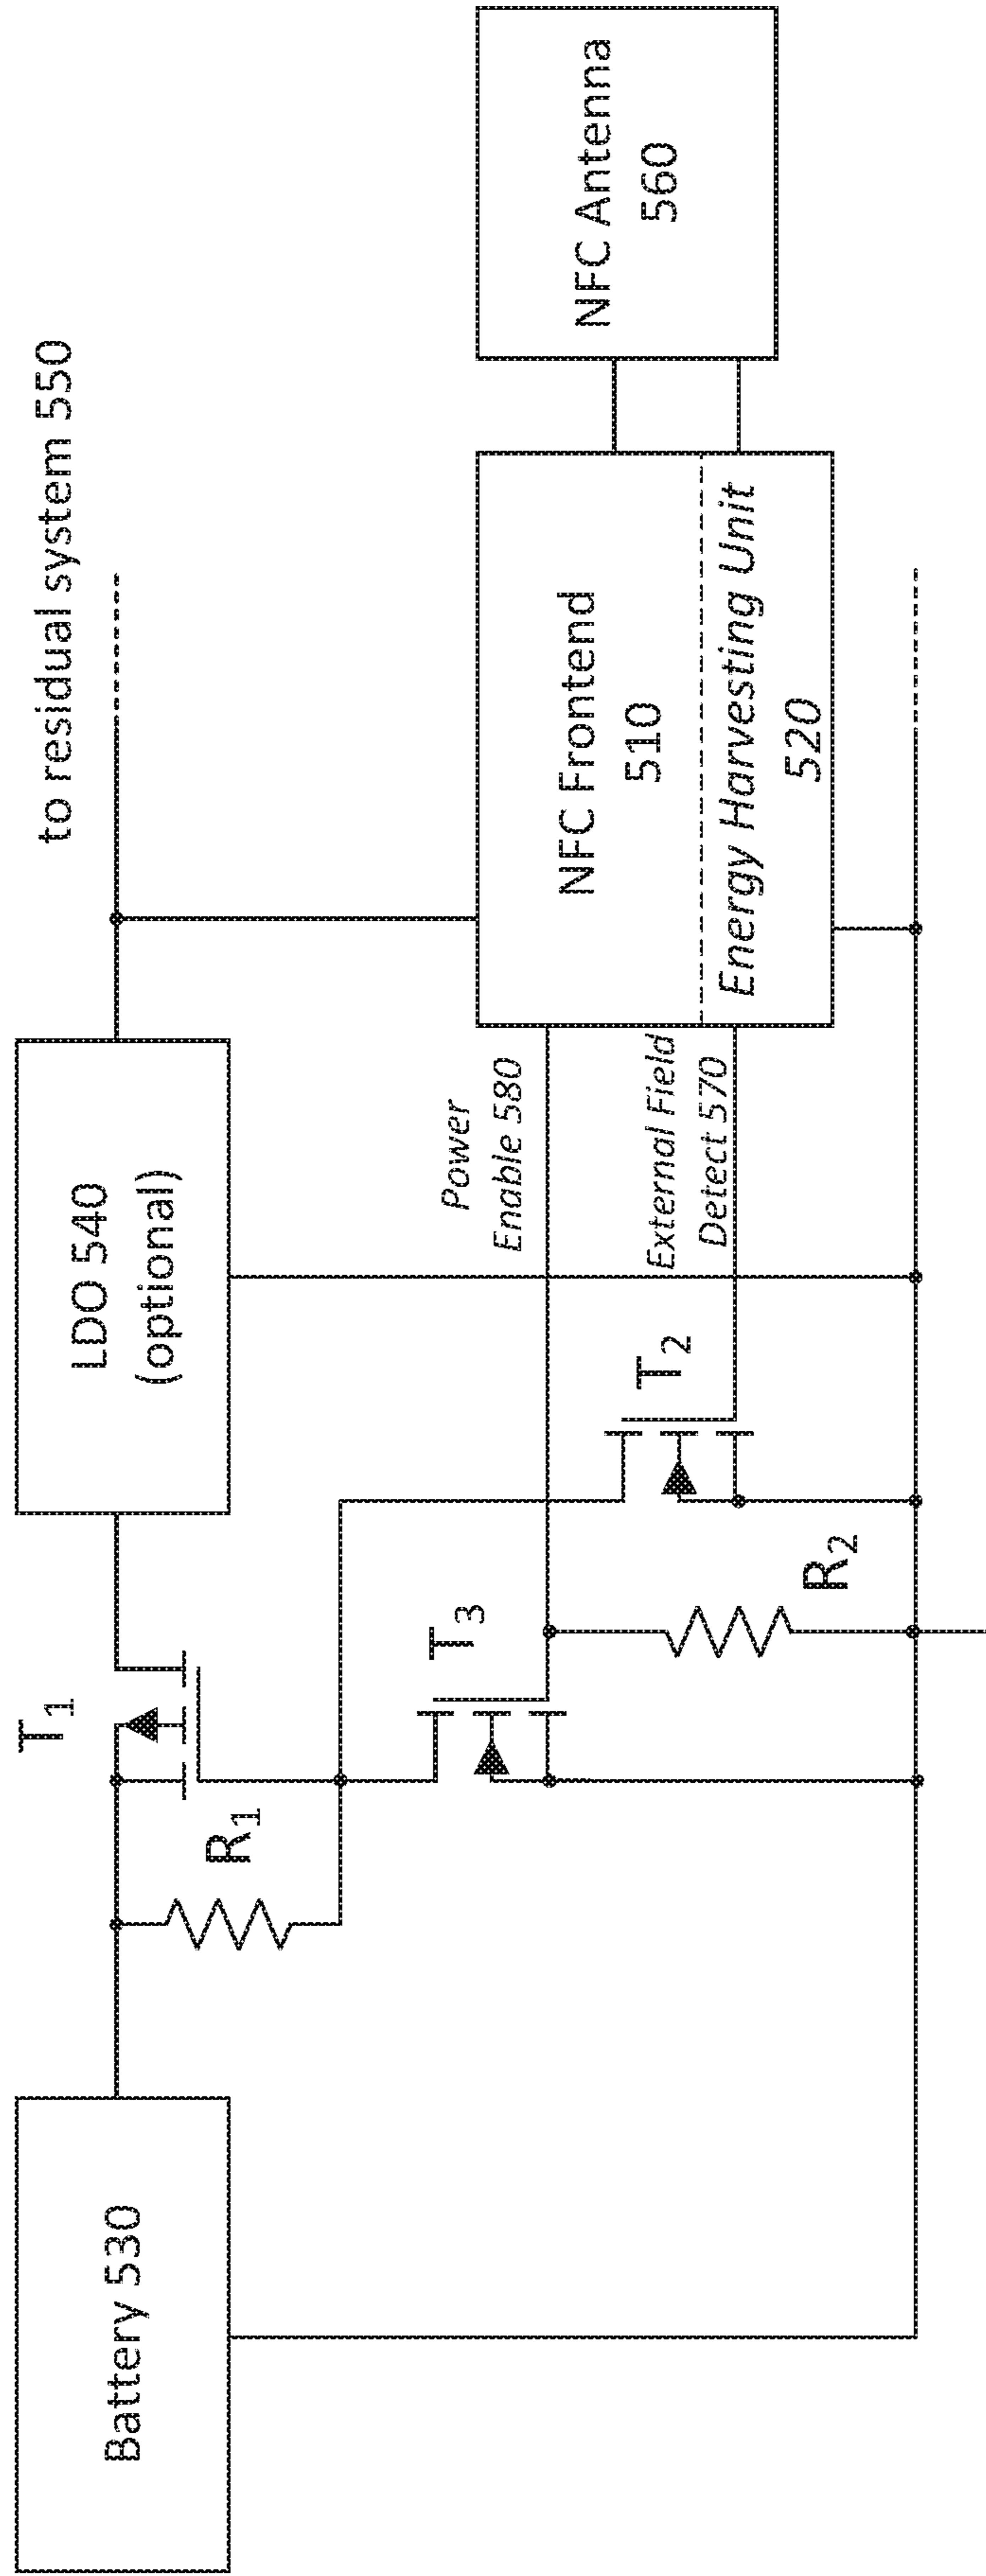 to residual system 550
Battery 530
T1
LDO 540
(optional)
R1
T3
Power
Enable 580
NFC Frontend
510
NFC Antenna
560
T2
External Field
Detect 570
Energy Harvesting Unit
520
R2